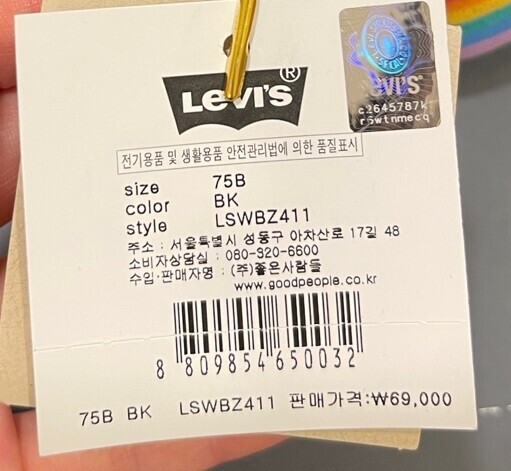 LEVI'S®
LEVI'S
c2645787k
r5wtnmecq
전기용품 및 생활용품 안전관리법에 의한 품질표시
size 75B
color BK
style LSWBZ411
주소 : 서울특별시 성동구 아차산로 17길 48
소비자상담실 : 080-320-6600
수입·판매자명 : (주)좋은사람들
www.goodpeople.co.kr
8 809854 650032
75B BK LSWBZ411 판매가격:₩69,000